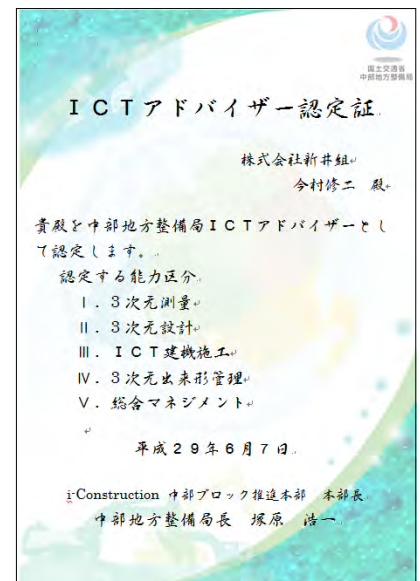 国土交通省
中部地方整備局
ICTアドバイザー認定証
株式会社新井組
今村修二 殿
貴殿を中部地方整備局ICTアドバイザーとし
て認定します。
認定する能力区分
Ⅰ．3次元測量
Ⅱ．3次元設計
Ⅲ．ICT建機施工
Ⅳ．3次元出来形管理
Ⅴ．総合マネジメント
平成29年6月7日
i-Construction 中部ブロック推進本部 本部長
中部地方整備局長 塚原 浩一